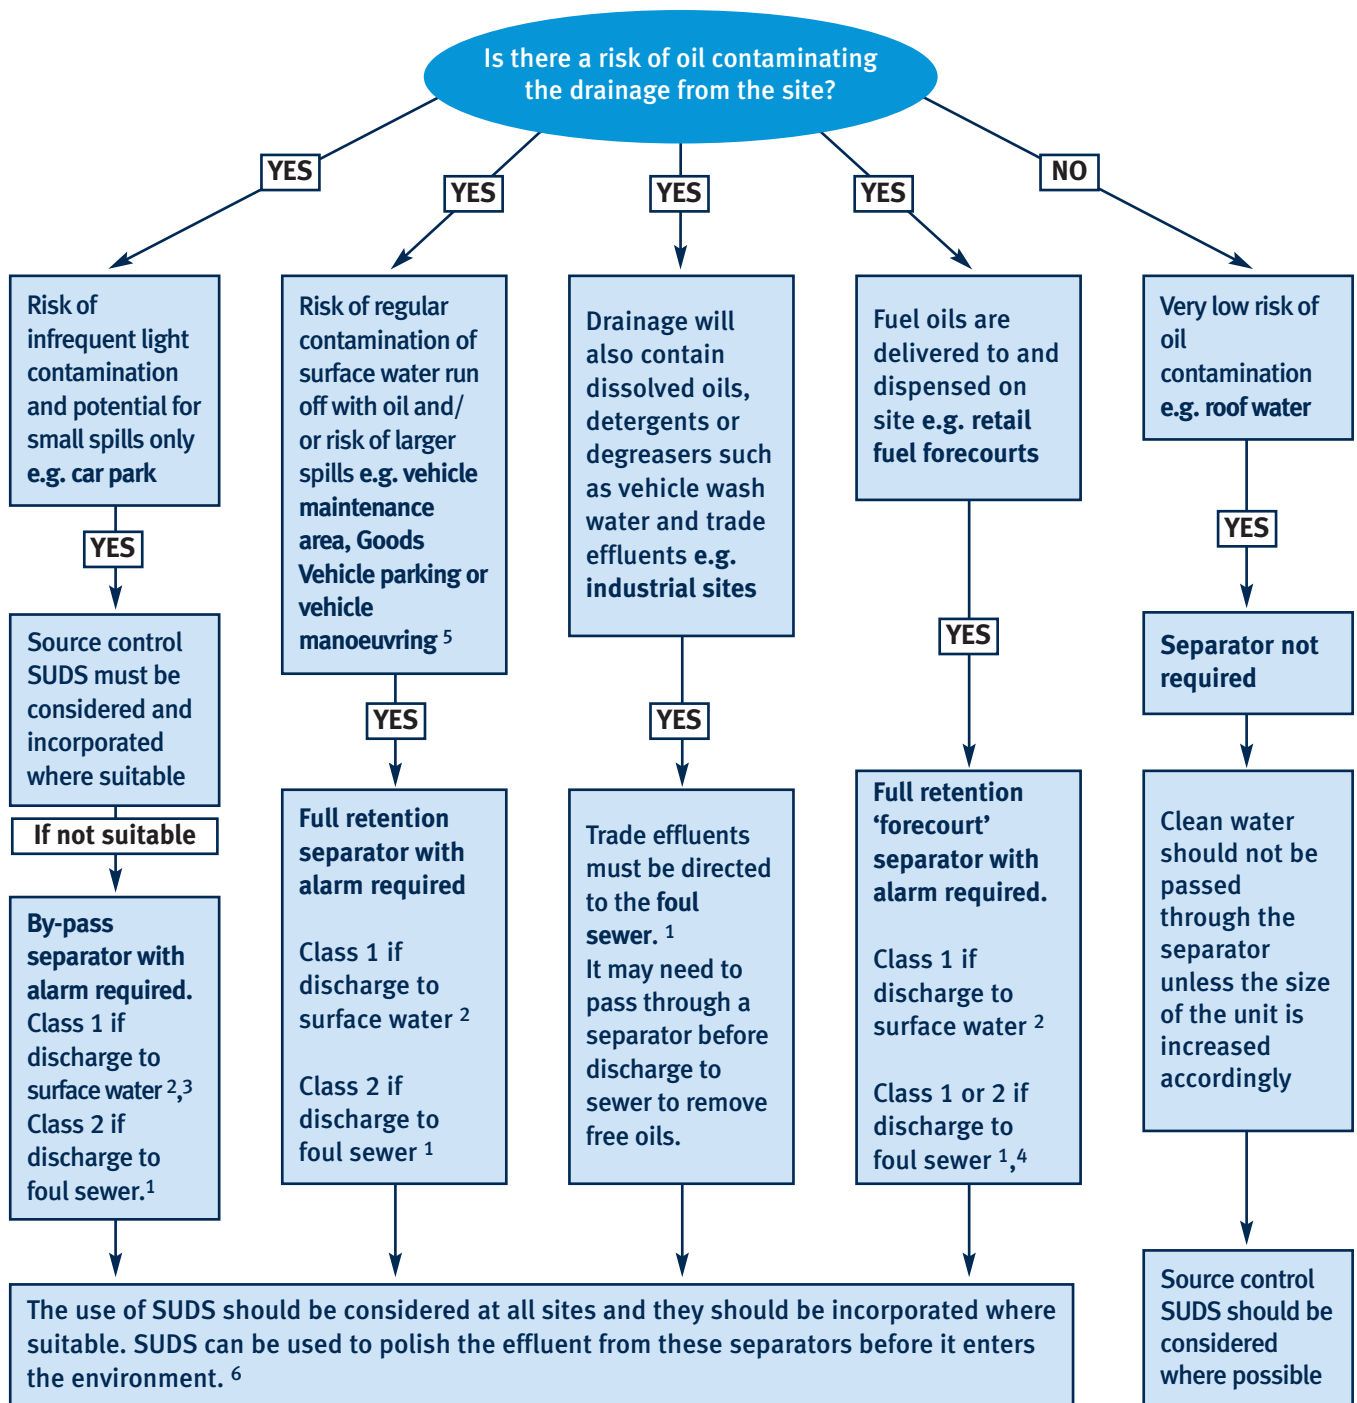 Is there a risk of oil contaminating
the drainage from the site?
YES
YES
YES
YES
NO
Risk of
infrequent light
contamination
and potential for
small spills only
e.g. car park
YES
Source control
SUDS must be
considered and
incorporated
where suitable
If not suitable
By-pass
separator with
alarm required.
Class 1 if
discharge to
surface water 2,3
Class 2 if
discharge to
foul sewer.1
Risk of regular
contamination of
surface water run
off with oil and/
or risk of larger
spills e.g. vehicle
maintenance
area, Goods
Vehicle parking or
vehicle
manoeuvring 5
YES
Full retention
separator with
alarm required
Class 1 if
discharge to
surface water 2
Class 2 if
discharge to
foul sewer 1
Drainage will
also contain
dissolved oils,
detergents or
degreasers such
as vehicle wash
water and trade
effluents e.g.
industrial sites
YES
Trade effluents
must be directed
to the foul
sewer. 1
It may need to
pass through a
separator before
discharge to
sewer to remove
free oils.
Fuel oils are
delivered to and
dispensed on
site e.g. retail
fuel forecourts
YES
Full retention
‘forecourt’
separator with
alarm required.
Class 1 if
discharge to
surface water 2
Class 1 or 2 if
discharge to
foul sewer 1,4
Very low risk of
oil
contamination
e.g. roof water
YES
Separator not
required
Clean water
should not be
passed
through the
separator
unless the size
of the unit is
increased
accordingly
Source control
SUDS should be
considered
where possible
The use of SUDS should be considered at all sites and they should be incorporated where
suitable. SUDS can be used to polish the effluent from these separators before it enters
the environment. 6